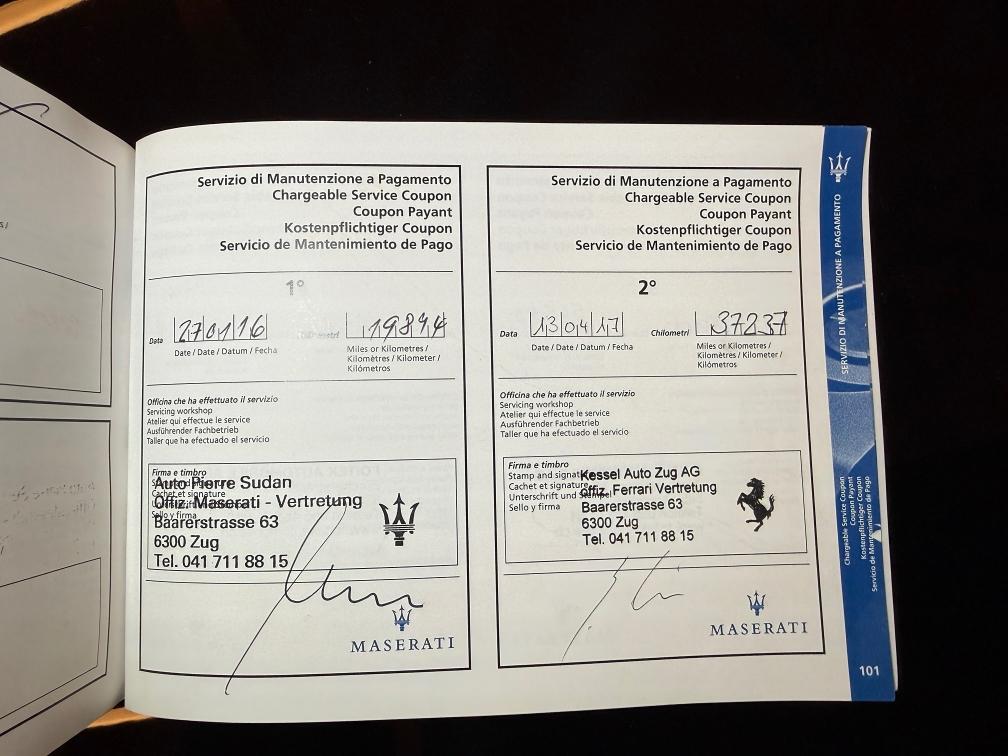 Servizio di Manutenzione a Pagamento
Chargeable Service Coupon
Coupon Payant
Kostenpflichtiger Coupon
Servicio de Mantenimiento de Pago
1°
Data 27 01 16 19844
Date / Date / Datum / Fecha
Miles or Kilometres /
Kilomètres / Kilometer /
Kilómetros
Officina che ha effettuato il servizio
Servicing workshop
Atelier qui effectue le service
Ausführender Fachbetrieb
Taller que ha efectuado el servicio
Firma e timbro
Cachet et signature
Sello y firma
Auto Pierre Sudan
Offiz. Maserati - Vertretung
Baarerstrasse 63
6300 Zug
Tel. 041 711 88 15
MASERATI
Servizio di Manutenzione a Pagamento
Chargeable Service Coupon
Coupon Payant
Kostenpflichtiger Coupon
Servicio de Mantenimiento de Pago
2°
Data 13 04 17 Chilometri 37237
Date / Date / Datum / Fecha
Miles or Kilometres /
Kilomètres / Kilometer /
Kilómetros
Officina che ha effettuato il servizio
Servicing workshop
Atelier qui effectue le service
Ausführender Fachbetrieb
Taller que ha efectuado el servicio
Firma e timbro
Stamp and signature
Cachet et signature
Unterschrift und Stempel
Sello y firma
Kessel Auto Zug AG
offiz. Ferrari Vertretung
Baarerstrasse 63
6300 Zug
Tel. 041 711 88 15
MASERATI
SERVIZIO DI MANUTENZIONE A PAGAMENTO
Chargeable Service Coupon
Coupon Payant
Kostenpflichtiger Coupon
Servicio de Mantenimiento de Pago
101